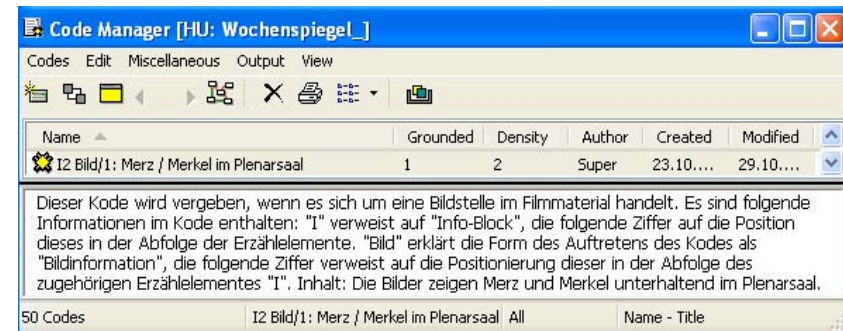 Code Manager [HU: Wochenspiegel_]
Codes Edit Miscellaneous Output View
Name Grounded Density Author Created Modified
I2 Bild/1: Merz / Merkel im Plenarsaal 1 2 Super 23.10.... 29.10....
Dieser Kode wird vergeben, wenn es sich um eine Bildstelle im Filmmaterial handelt. Es sind folgende
Informationen im Kode enthalten: "I" verweist auf "Info-Block", die folgende Ziffer auf die Position
dieses in der Abfolge der Erzählelemente. "Bild" erklärt die Form des Auftretens des Kodes als
"Bildinformation", die folgende Ziffer verweist auf die Positionierung dieser in der Abfolge des
zugehörigen Erzählelementes "I". Inhalt: Die Bilder zeigen Merz und Merkel unterhaltend im Plenarsaal.
50 Codes I2 Bild/1: Merz / Merkel im Plenarsaal All Name - Title